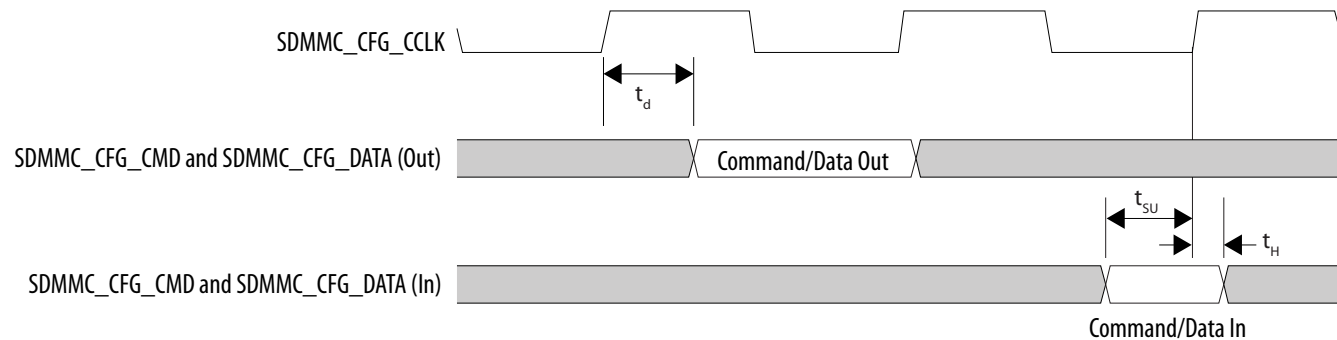 SDMMC_CFG_CCLK
t_d
SDMMC_CFG_CMD and SDMMC_CFG_DATA (Out)
Command/Data Out
t_SU
t_H
SDMMC_CFG_CMD and SDMMC_CFG_DATA (In)
Command/Data In